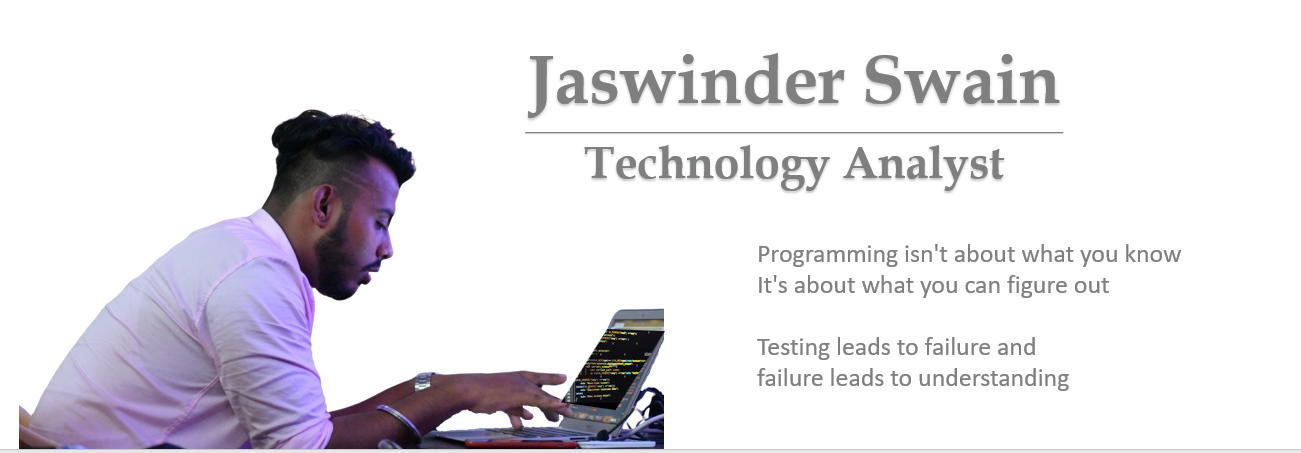 Jaswinder Swain
Technology Analyst
Programming isn't about what you know
It's about what you can figure out
Testing leads to failure and
failure leads to understanding